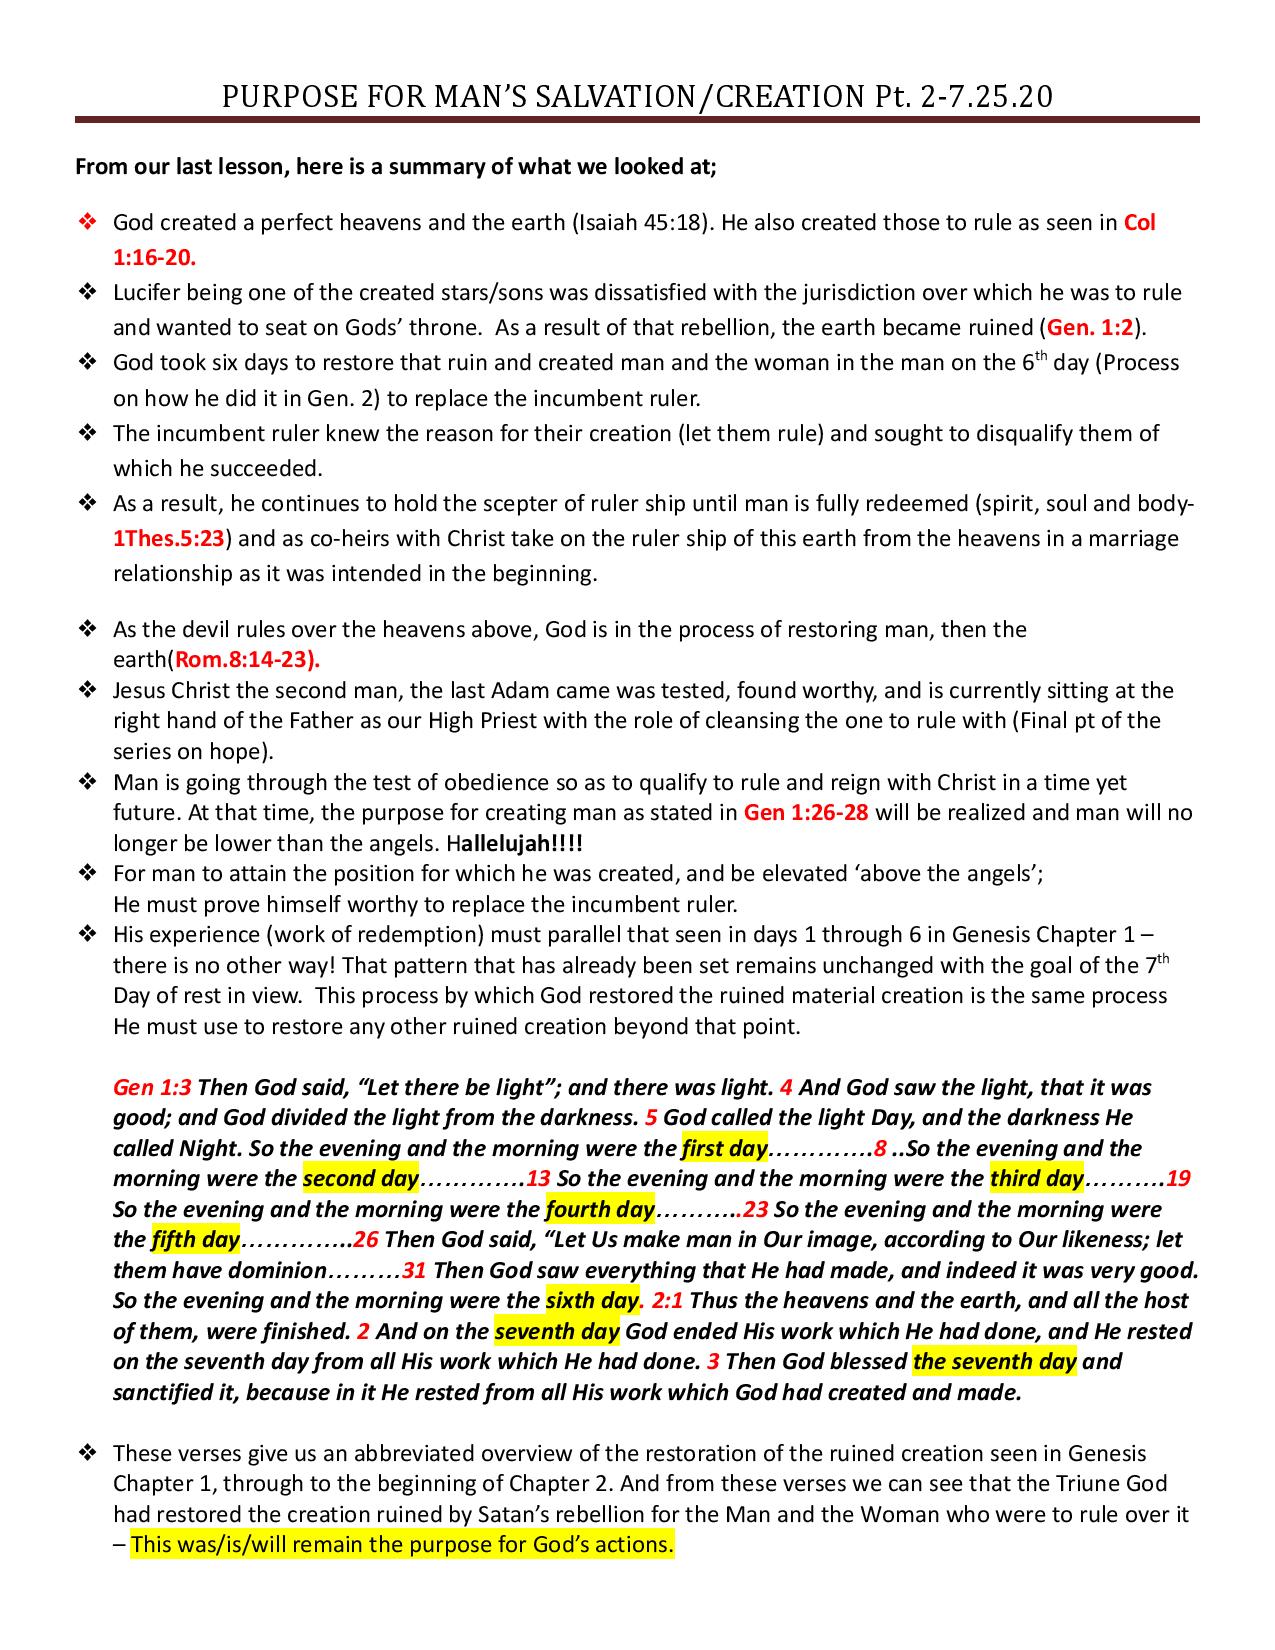 PURPOSE FOR MAN’S SALVATION/CREATION Pt. 2-7.25.20
From our last lesson, here is a summary of what we looked at;
❖ God created a perfect heavens and the earth (Isaiah 45:18). He also created those to rule as seen in Col
1:16-20.
❖ Lucifer being one of the created stars/sons was dissatisfied with the jurisdiction over which he was to rule
and wanted to seat on Gods’ throne.  As a result of that rebellion, the earth became ruined (Gen. 1:2).
❖ God took six days to restore that ruin and created man and the woman in the man on the 6th day (Process
on how he did it in Gen. 2) to replace the incumbent ruler.
❖ The incumbent ruler knew the reason for their creation (let them rule) and sought to disqualify them of
which he succeeded.
❖ As a result, he continues to hold the scepter of ruler ship until man is fully redeemed (spirit, soul and body-
1Thes.5:23) and as co-heirs with Christ take on the ruler ship of this earth from the heavens in a marriage
relationship as it was intended in the beginning.
❖ As the devil rules over the heavens above, God is in the process of restoring man, then the
earth(Rom.8:14-23).
❖ Jesus Christ the second man, the last Adam came was tested, found worthy, and is currently sitting at the
right hand of the Father as our High Priest with the role of cleansing the one to rule with (Final pt of the
series on hope).
❖ Man is going through the test of obedience so as to qualify to rule and reign with Christ in a time yet
future. At that time, the purpose for creating man as stated in Gen 1:26-28 will be realized and man will no
longer be lower than the angels. Hallelujah!!!!
❖ For man to attain the position for which he was created, and be elevated ‘above the angels’;
He must prove himself worthy to replace the incumbent ruler.
❖ His experience (work of redemption) must parallel that seen in days 1 through 6 in Genesis Chapter 1 –
there is no other way! That pattern that has already been set remains unchanged with the goal of the 7th
Day of rest in view.  This process by which God restored the ruined material creation is the same process
He must use to restore any other ruined creation beyond that point.
Gen 1:3 Then God said, “Let there be light”; and there was light. 4 And God saw the light, that it was
good; and God divided the light from the darkness. 5 God called the light Day, and the darkness He
called Night. So the evening and the morning were the first day………….8 ..So the evening and the
morning were the second day………….13 So the evening and the morning were the third day……….19
So the evening and the morning were the fourth day………..23 So the evening and the morning were
the fifth day…………..26 Then God said, “Let Us make man in Our image, according to Our likeness; let
them have dominion………31 Then God saw everything that He had made, and indeed it was very good.
So the evening and the morning were the sixth day. 2:1 Thus the heavens and the earth, and all the host
of them, were finished. 2 And on the seventh day God ended His work which He had done, and He rested
on the seventh day from all His work which He had done. 3 Then God blessed the seventh day and
sanctified it, because in it He rested from all His work which God had created and made.
❖ These verses give us an abbreviated overview of the restoration of the ruined creation seen in Genesis
Chapter 1, through to the beginning of Chapter 2. And from these verses we can see that the Triune God
had restored the creation ruined by Satan’s rebellion for the Man and the Woman who were to rule over it
– This was/is/will remain the purpose for God’s actions.